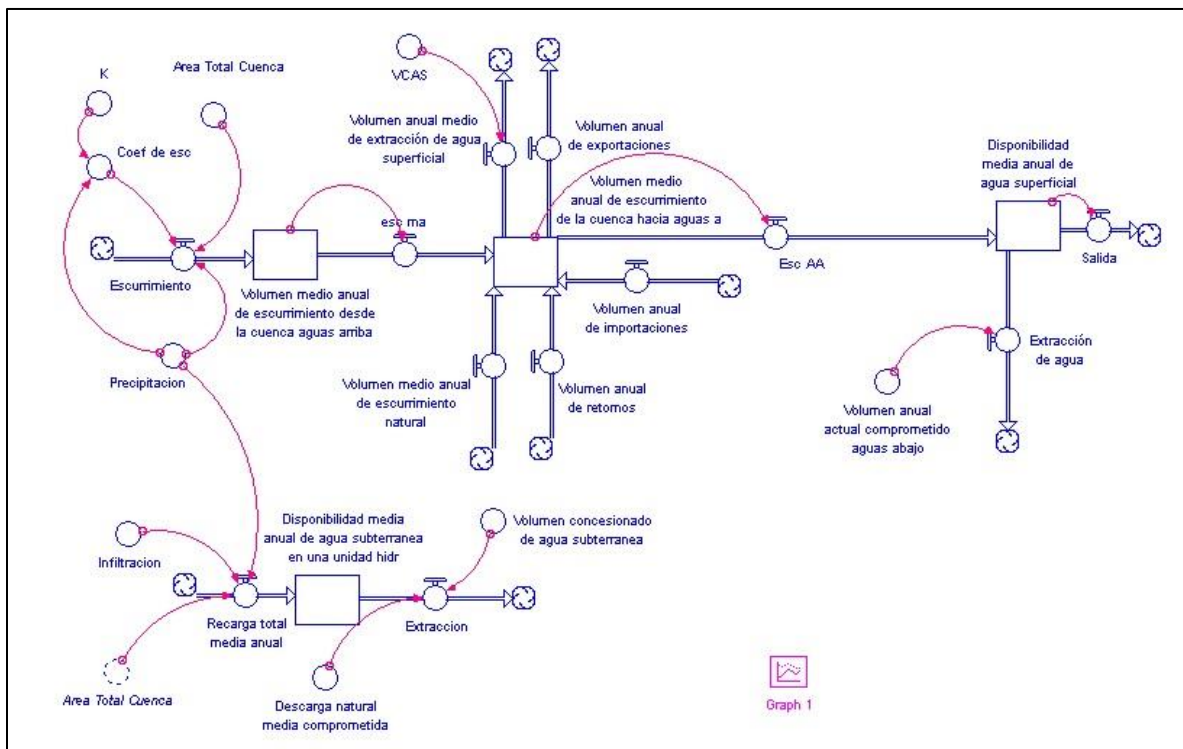 K
Area Total Cuenca
VCAS
Coef de esc
Volumen anual medio
de extracción de agua
superficial
Volumen anual
de exportaciones
Disponibilidad
media anual de
agua superficial
Volumen medio
anual de escurrimiento
de la cuenca hacia aguas a
esc ma
Escurrimiento
Volumen medio anual
de escurrimiento desde
la cuenca aguas arriba
Esc AA
Salida
Volumen anual
de importaciones
Precipitacion
Volumen medio anual
de escurrimiento
natural
Volumen anual
de retornos
Extracción
de agua
Volumen anual
actual comprometido
aguas abajo
Infiltracion
Disponibilidad media
anual de agua subterranea
en una unidad hidr
Volumen concesionado
de agua subterranea
Recarga total
media anual
Extraccion
Area Total Cuenca
Descarga natural
media comprometida
Graph 1